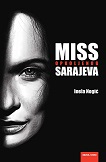 MISS
OPKOLJENOG
SARAJEVA
Inela Nogić